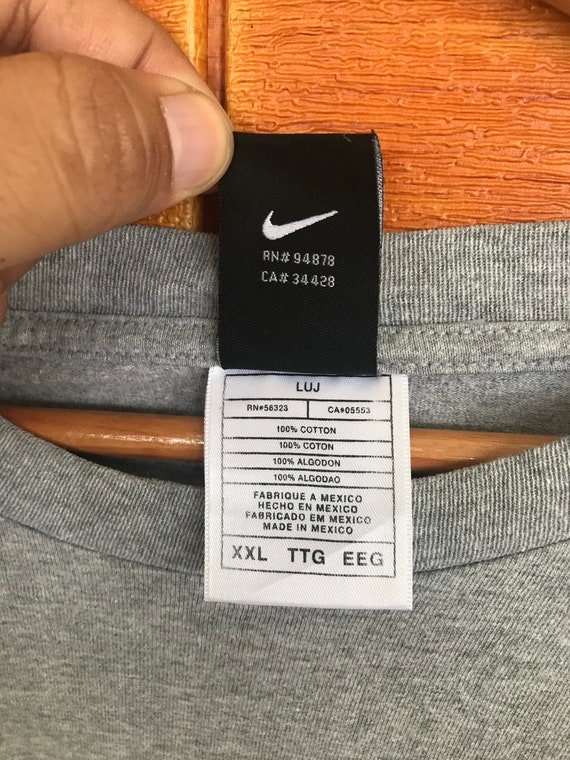 RN# 94878
CA# 34428
LUJ
RN#56323 CA#05553
100% COTTON
100% COTON
100% ALGODON
100% ALGODAO
FABRIQUE A MEXICO
HECHO EN MEXICO
FABRICADO EM MEXICO
MADE IN MEXICO
XXL TTG EEG